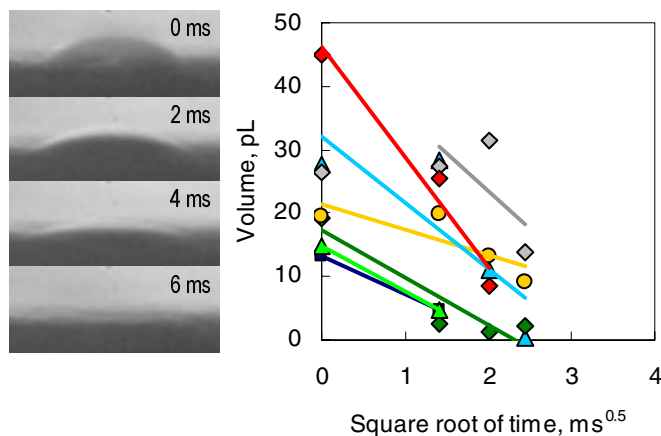 0 ms
2 ms
4 ms
6 ms
Volume, pL
50
40
30
20
10
0
0 1 2 3 4
Square root of time, ms^0.5